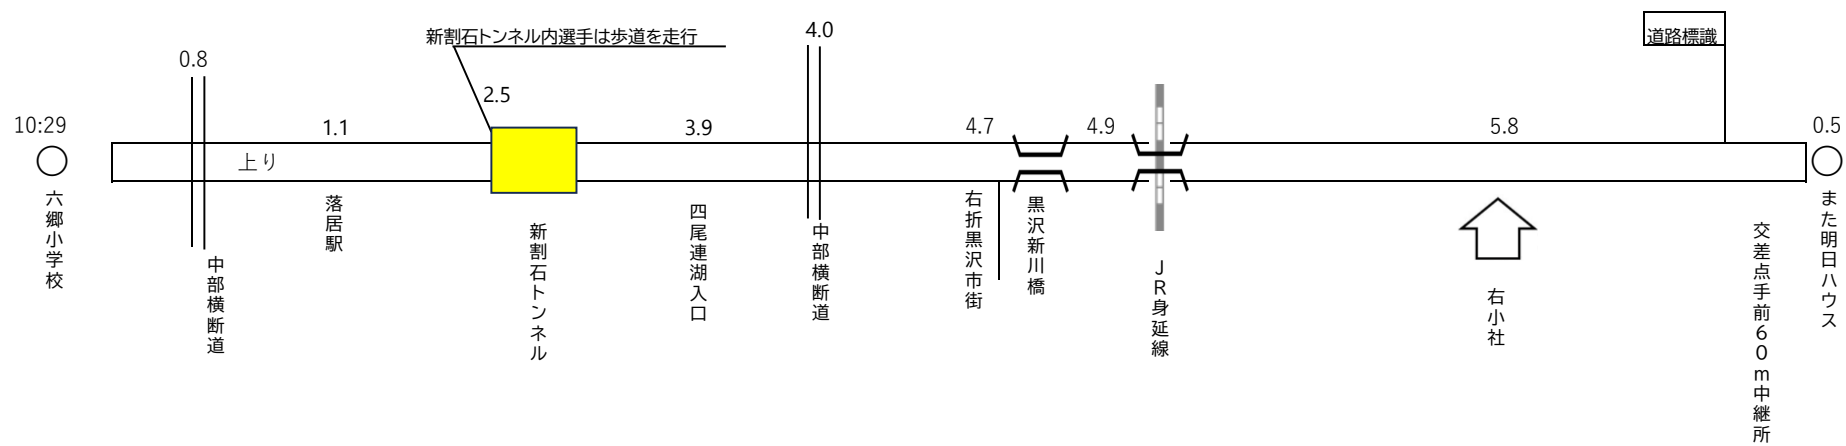 新割石トンネル内選手は歩道を走行
4.0
道路標識
0.8
2.5
10:29
1.1
3.9
4.7
4.9
5.8
0.5
上り
六郷小学校
中部横断道
落居駅
新割石トンネル
四尾連湖入口
中部横断道
右折黒沢市街
黒沢新川橋
JR身延線
右小社
交差点手前60m中継所
また明日ハウス